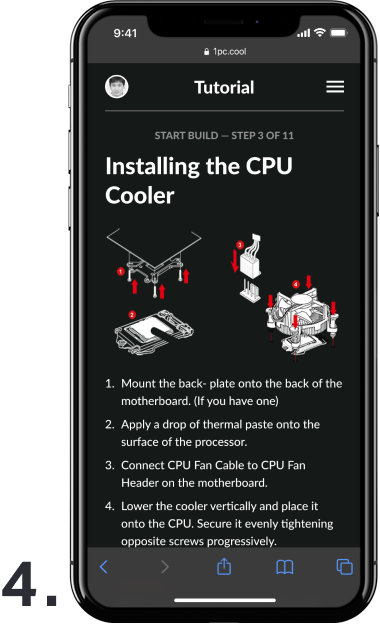 9:41
1pc.cool
Tutorial
START BUILD — STEP 3 OF 11
Installing the CPU
Cooler
1
2
3
4
1. Mount the back- plate onto the back of the
motherboard. (If you have one)
2. Apply a drop of thermal paste onto the
surface of the processor.
3. Connect CPU Fan Cable to CPU Fan
Header on the motherboard.
4. Lower the cooler vertically and place it
onto the CPU. Secure it evenly tightening
opposite screws progressively.
4.